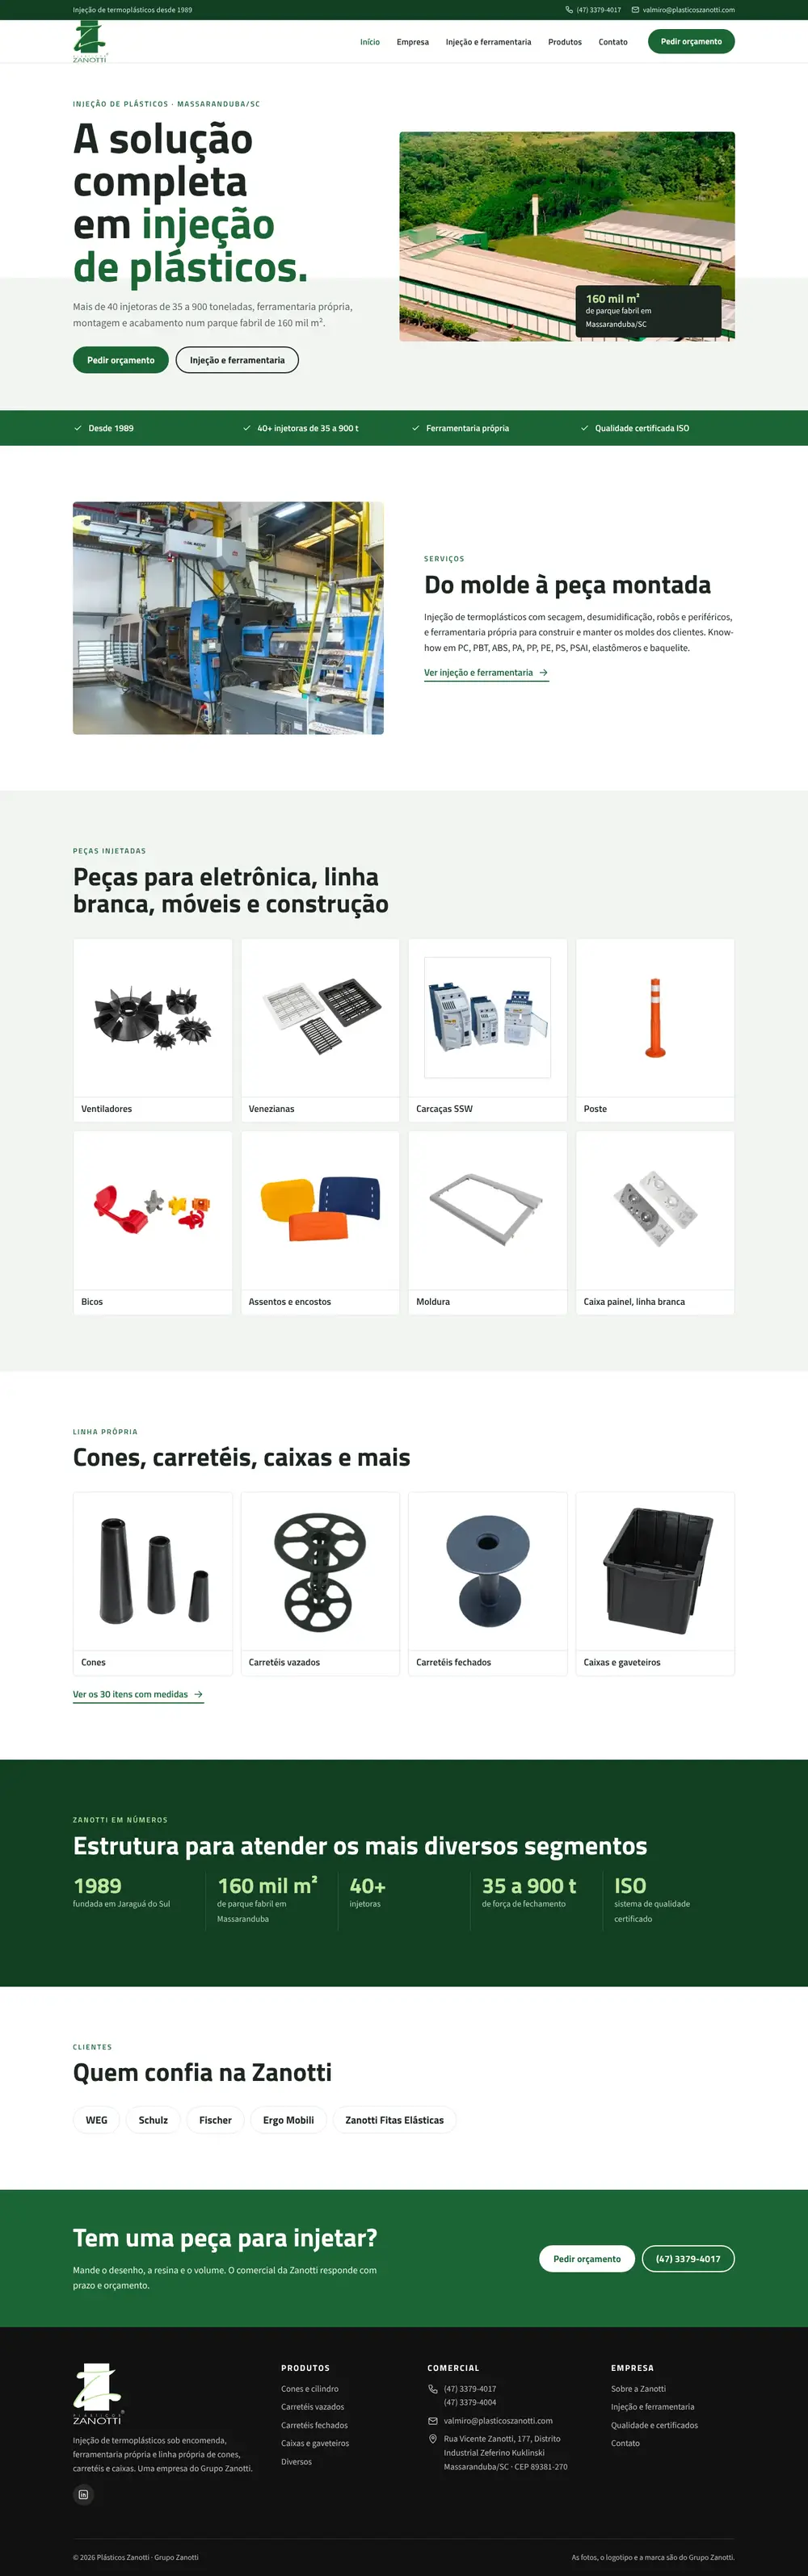 Injeção de termoplásticos desde 1989
(47) 3379-4017
valmiro@plasticoszanotti.com
ZANOTTI
Início
Empresa
Injeção e ferramentaria
Produtos
Contato
Pedir orçamento
INJEÇÃO DE PLÁSTICOS · MASSARANDUBA/SC
A solução
completa
em injeção
de plásticos.
Mais de 40 injetoras de 35 a 900 toneladas, ferramentaria própria,
montagem e acabamento num parque fabril de 160 mil m².
Pedir orçamento
Injeção e ferramentaria
160 mil m²
de parque fabril em
Massaranduba/SC
Desde 1989
40+ injetoras de 35 a 900 t
Ferramentaria própria
Qualidade certificada ISO
SERVIÇOS
Do molde à peça montada
Injeção de termoplásticos com secagem, desumidificação, robôs e periféricos,
e ferramentaria própria para construir e manter os moldes dos clientes. Know-
how em PC, PBT, ABS, PA, PP, PE, PS, PSAI, elastômeros e baquelite.
Ver injeção e ferramentaria
PEÇAS INJETADAS
Peças para eletrônica, linha
branca, móveis e construção
Ventiladores
Venezianas
Carcaças SSW
Poste
Bicos
Assentos e encostos
Moldura
Caixa painel, linha branca
LINHA PRÓPRIA
Cones, carretéis, caixas e mais
Cones
Carretéis vazados
Carretéis fechados
Caixas e gaveteiros
Ver os 30 itens com medidas
ZANOTTI EM NÚMEROS
Estrutura para atender os mais diversos segmentos
1989
fundada em Jaraguá do Sul
160 mil m²
de parque fabril em
Massaranduba
40+
injetoras
35 a 900 t
de força de fechamento
ISO
sistema de qualidade
certificado
CLIENTES
Quem confia na Zanotti
WEG
Schulz
Fischer
Ergo Mobili
Zanotti Fitas Elásticas
Tem uma peça para injetar?
Mande o desenho, a resina e o volume. O comercial da Zanotti responde com
prazo e orçamento.
Pedir orçamento
(47) 3379-4017
PLÁSTICOS
ZANOTTI
Injeção de termoplásticos sob encomenda,
ferramentaria própria e linha própria de cones,
carretéis e caixas. Uma empresa do Grupo Zanotti.
PRODUTOS
Cones e cilindro
Carretéis vazados
Carretéis fechados
Caixas e gaveteiros
Diversos
COMERCIAL
(47) 3379-4017
(47) 3379-4004
valmiro@plasticoszanotti.com
Rua Vicente Zanotti, 177, Distrito
Industrial Zeferino Kuklinski
Massaranduba/SC · CEP 89381-270
EMPRESA
Sobre a Zanotti
Injeção e ferramentaria
Qualidade e certificados
Contato
© 2026 Plásticos Zanotti · Grupo Zanotti
As fotos, o logotipo e a marca são do Grupo Zanotti.